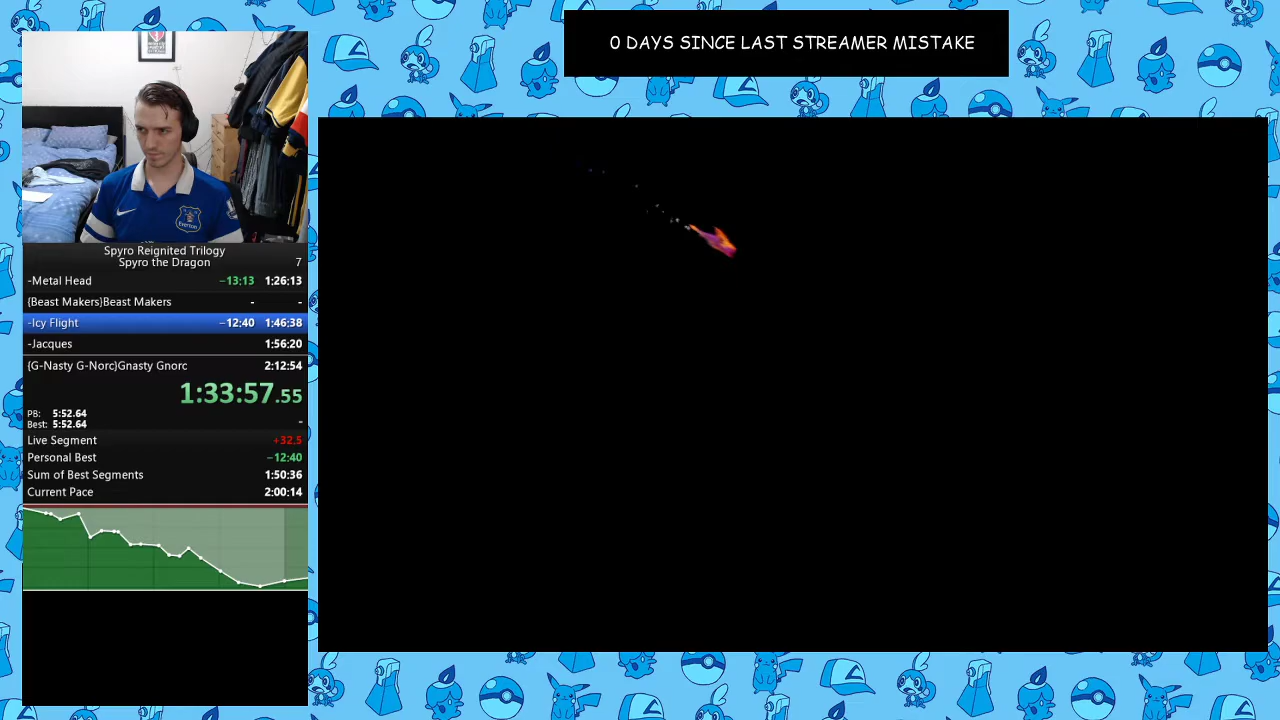 0 DAYS SINCE LAST STREAMER MISTAKE
Spyro Reignited Trilogy
Spyro the Dragon 7
-Metal Head -13:13 1:26:13
{Beast Makers}Beast Makers - -
-Icy Flight -12:40 1:46:38
-Jacques 1:56:20
{G-Nasty G-Norc}Gnasty Gnorc 2:12:54
1:33:57.55
PB: 5:52.64
Best: 5:52.64 -
Live Segment +32.5
Personal Best -12:40
Sum of Best Segments 1:50:36
Current Pace 2:00:14